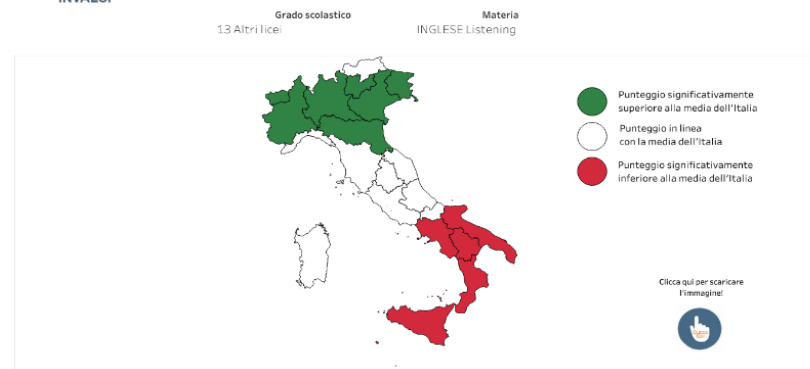 INVALSI
Grado scolastico
Materia
13 Altri licei
INGLESE Listening
Punteggio significativamente
superiore alla media dell'Italia
Punteggio in linea
con la media dell'Italia
Punteggio significativamente
inferiore alla media dell'Italia
Clicca qui per scaricare
l'immagine!